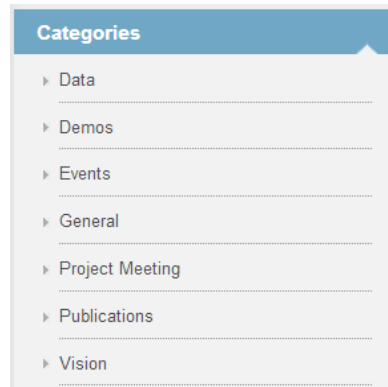 Categories
Data
Demos
Events
General
Project Meeting
Publications
Vision